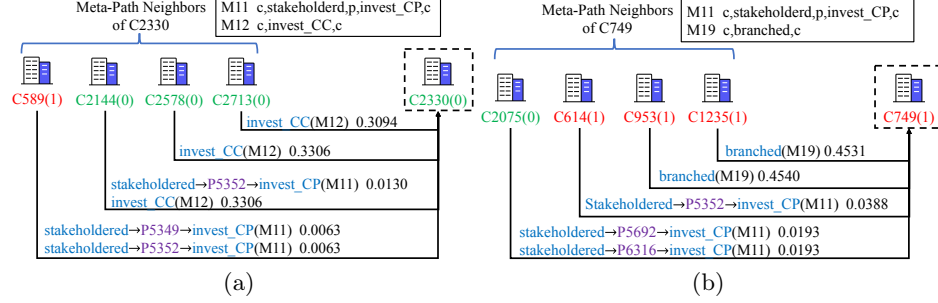 Meta-Path Neighbors
of C2330
M11 c,stakeholderd,p,invest_CP,c
M12 c,invest_CC,c
C589(1) C2144(0) C2578(0) C2713(0) C2330(0)
invest_CC(M12) 0.3094
invest_CC(M12) 0.3306
stakeholdered→P5352→invest_CP(M11) 0.0130
invest_CC(M12) 0.3306
stakeholdered→P5349→invest_CP(M11) 0.0063
stakeholdered→P5352→invest_CP(M11) 0.0063
(a)
Meta-Path Neighbors
of C749
M11 c,stakeholderd,p,invest_CP,c
M19 c,branched,c
C2075(0) C614(1) C953(1) C1235(1) C749(1)
branched(M19) 0.4531
branched(M19) 0.4540
Stakeholdered→P5352→invest_CP(M11) 0.0388
stakeholdered→P5692→invest_CP(M11) 0.0193
stakeholdered→P6316→invest_CP(M11) 0.0193
(b)